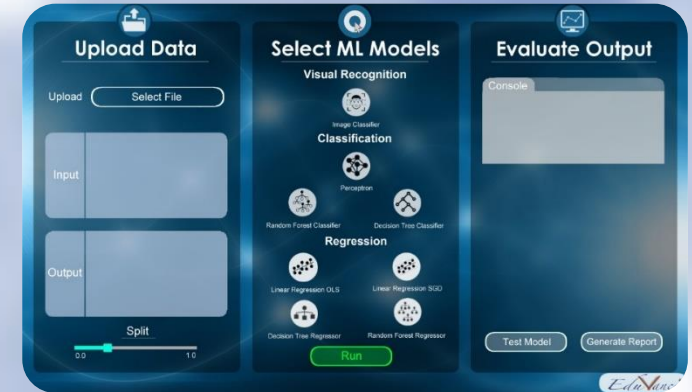 Upload Data
Upload
Select File
Input
Output
Split
0.0
1.0
Select ML Models
Visual Recognition
Image Classifier
Classification
Perceptron
Random Forest Classifier
Decision Tree Classifier
Regression
Linear Regression OLS
Linear Regression SGD
Decision Tree Regressor
Random Forest Regressor
Run
Evaluate Output
Console
Test Model
Generate Report